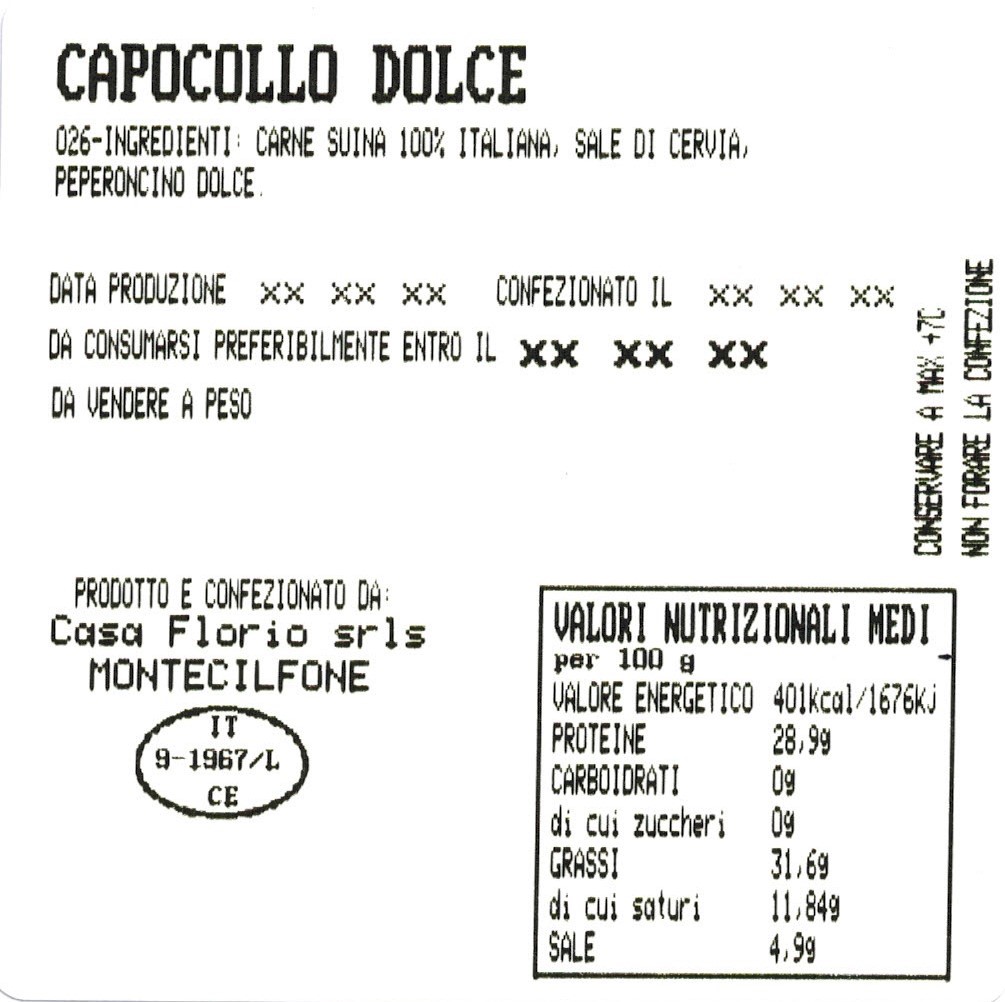 CAPOCOLLO DOLCE
026-INGREDIENTI: CARNE SUINA 100% ITALIANA, SALE DI CERVIA,
PEPERONCINO DOLCE.
DATA PRODUZIONE XX XX XX CONFEZIONATO IL XX XX XX
DA CONSUMARSI PREFERIBILMENTE ENTRO IL XX XX XX
DA VENDERE A PESO
CONSERVARE A MAX +7C
NON FORARE LA CONFEZIONE
PRODOTTO E CONFEZIONATO DA:
Casa Florio srls
MONTECILFONE
IT
9-1967/L
CE
VALORI NUTRIZIONALI MEDI
per 100 g
VALORE ENERGETICO 401kcal/1676KJ
PROTEINE 28,9g
CARBOIDRATI 0g
di cui zuccheri 0g
GRASSI 31,6g
di cui saturi 11,84g
SALE 4,9g